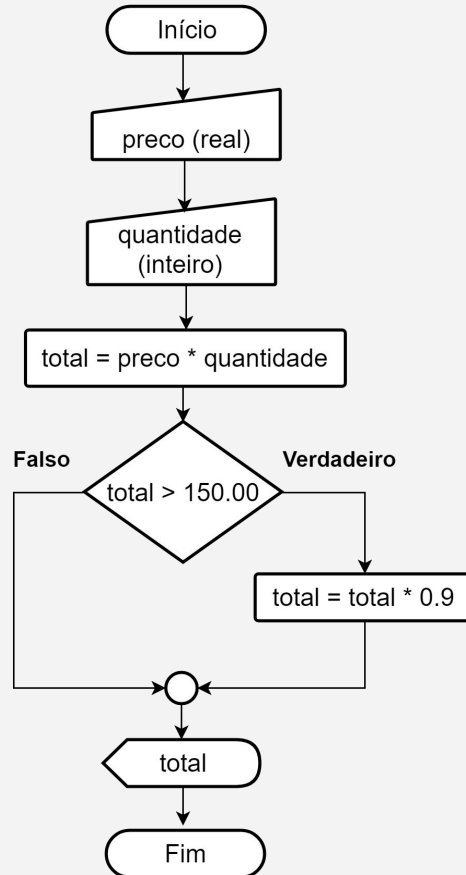 Início
preco (real)
quantidade
(inteiro)
total = preco * quantidade
Falso
Verdadeiro
total > 150.00
total = total * 0.9
total
Fim